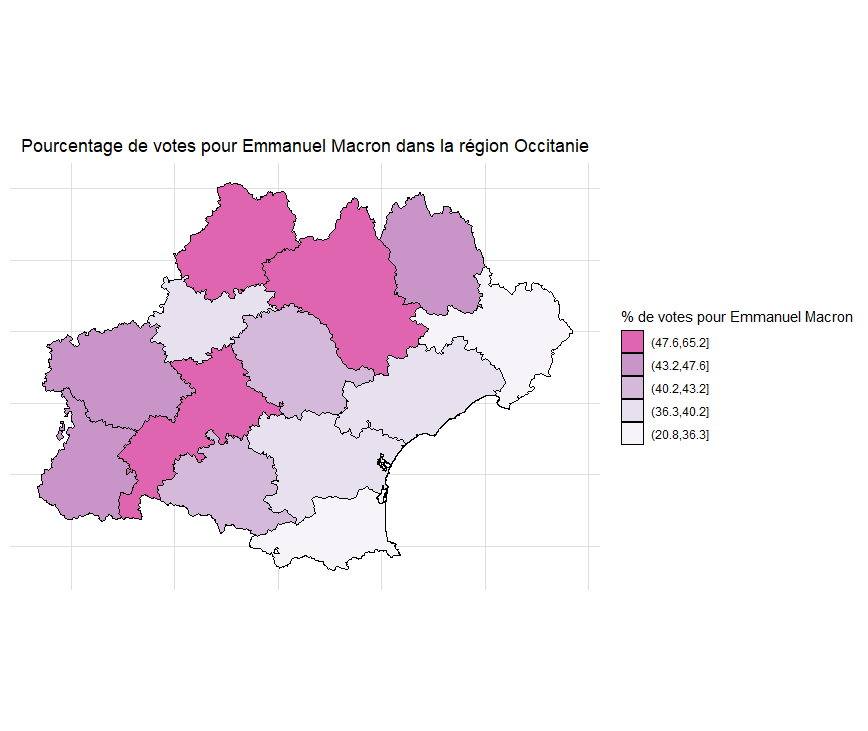 Pourcentage de votes pour Emmanuel Macron dans la région Occitanie
% de votes pour Emmanuel Macron
(47.6,65.2]
(43.2,47.6]
(40.2,43.2]
(36.3,40.2]
(20.8,36.3]